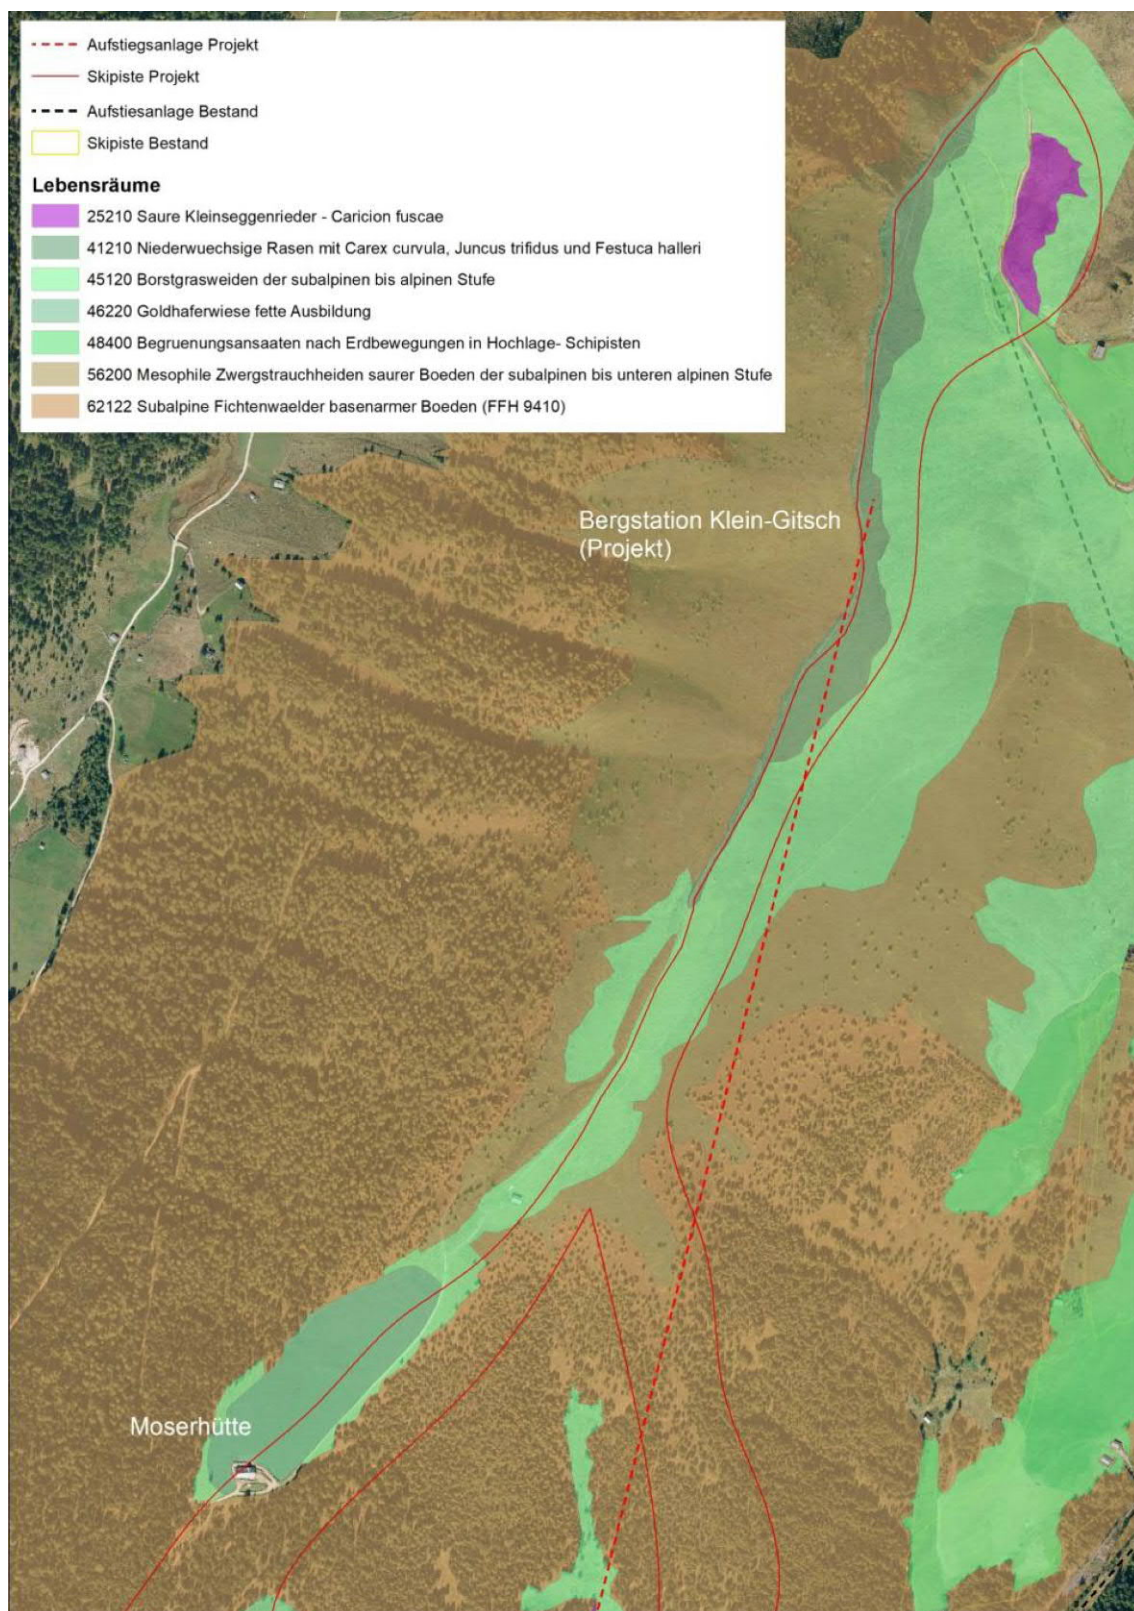 Aufstiegsanlage Projekt
Skipiste Projekt
Aufstiesanlage Bestand
Skipiste Bestand
Lebensräume
25210 Saure Kleinseggenrieder - Caricion fuscae
41210 Niederwuechsige Rasen mit Carex curvula, Juncus trifidus und Festuca halleri
45120 Borstgrasweiden der subalpinen bis alpinen Stufe
46220 Goldhaferwiese fette Ausbildung
48400 Begruenungsansaaten nach Erdbewegungen in Hochlage- Schipisten
56200 Mesophile Zwergstrauchheiden saurer Boeden der subalpinen bis unteren alpinen Stufe
62122 Subalpine Fichtenwaelder basenarmer Boeden (FFH 9410)
Bergstation Klein-Gitsch
(Projekt)
Moserhütte